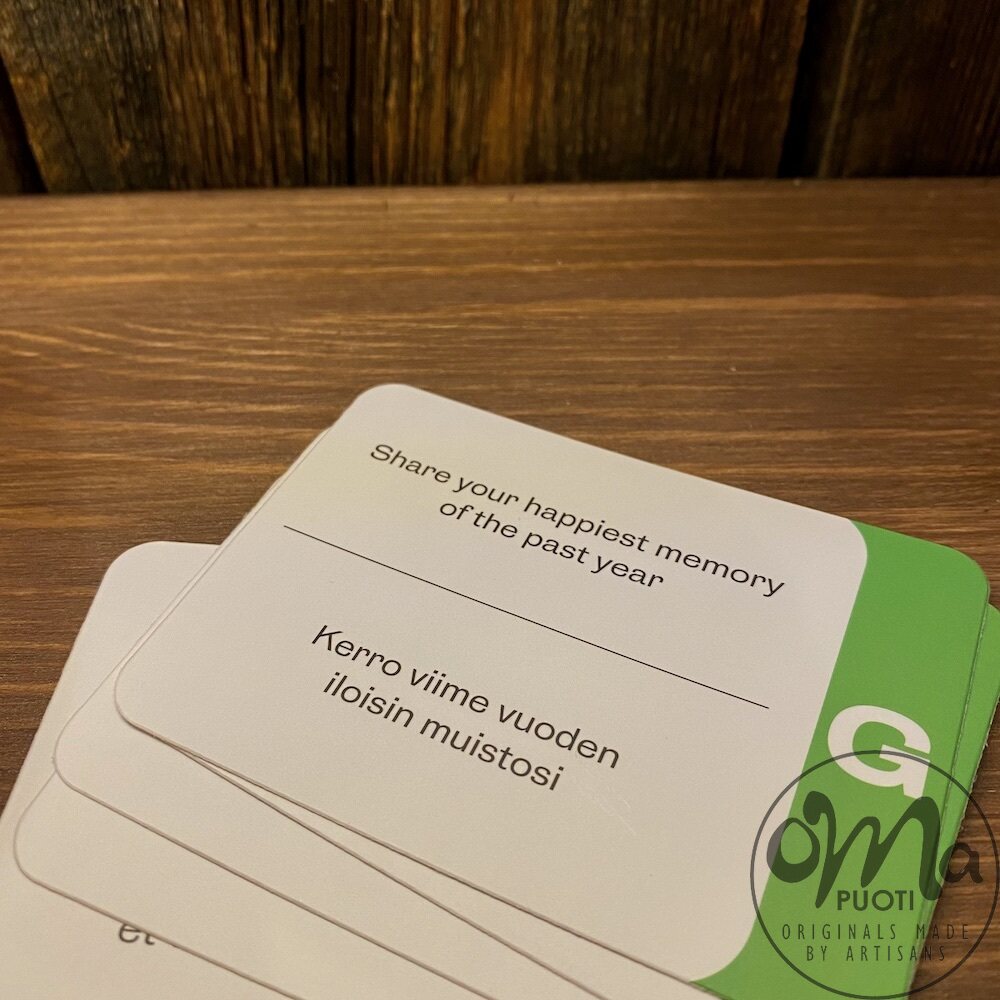 Share your happiest memory
of the past year
Kerro viime vuoden
iloisin muistosi
G
et
oma
PUOTI
ORIGINALS MADE
BY ARTISANS